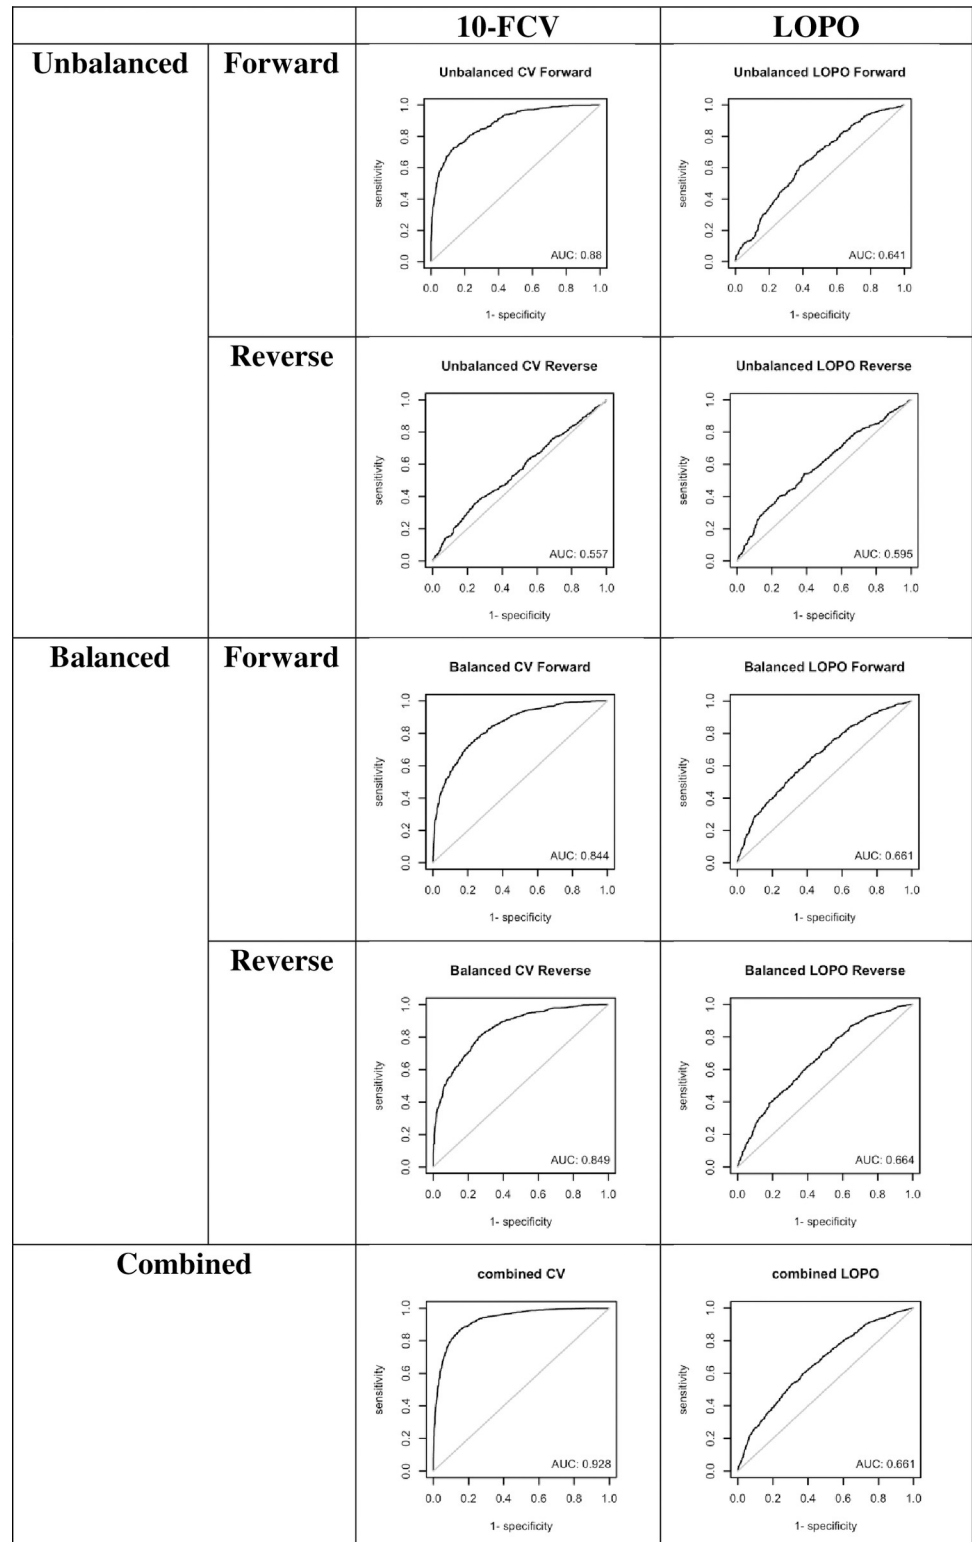 10-FCV LOPO
Unbalanced Forward
Unbalanced CV Forward
sensitivity
0.0 0.2 0.4 0.6 0.8 1.0
AUC: 0.88
0.0 0.2 0.4 0.6 0.8 1.0
1- specificity
Unbalanced LOPO Forward
sensitivity
0.0 0.2 0.4 0.6 0.8 1.0
AUC: 0.641
0.0 0.2 0.4 0.6 0.8 1.0
1- specificity
Reverse
Unbalanced CV Reverse
sensitivity
0.0 0.2 0.4 0.6 0.8 1.0
AUC: 0.557
0.0 0.2 0.4 0.6 0.8 1.0
1- specificity
Unbalanced LOPO Reverse
sensitivity
0.0 0.2 0.4 0.6 0.8 1.0
AUC: 0.595
0.0 0.2 0.4 0.6 0.8 1.0
1- specificity
Balanced Forward
Balanced CV Forward
sensitivity
0.0 0.2 0.4 0.6 0.8 1.0
AUC: 0.844
0.0 0.2 0.4 0.6 0.8 1.0
1- specificity
Balanced LOPO Forward
sensitivity
0.0 0.2 0.4 0.6 0.8 1.0
AUC: 0.661
0.0 0.2 0.4 0.6 0.8 1.0
1- specificity
Reverse
Balanced CV Reverse
sensitivity
0.0 0.2 0.4 0.6 0.8 1.0
AUC: 0.849
0.0 0.2 0.4 0.6 0.8 1.0
1- specificity
Balanced LOPO Reverse
sensitivity
0.0 0.2 0.4 0.6 0.8 1.0
AUC: 0.664
0.0 0.2 0.4 0.6 0.8 1.0
1- specificity
Combined
combined CV
sensitivity
0.0 0.2 0.4 0.6 0.8 1.0
AUC: 0.928
0.0 0.2 0.4 0.6 0.8 1.0
1- specificity
combined LOPO
sensitivity
0.0 0.2 0.4 0.6 0.8 1.0
AUC: 0.661
0.0 0.2 0.4 0.6 0.8 1.0
1- specificity